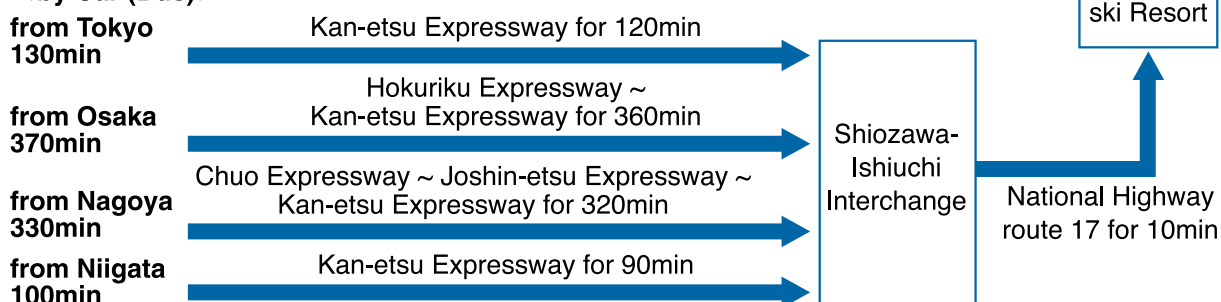 from Tokyo
130min
Kan-etsu Expressway for 120min
from Osaka
370min
Hokuriku Expressway ~
Kan-etsu Expressway for 360min
from Nagoya
330min
Chuo Expressway ~ Joshin-etsu Expressway ~
Kan-etsu Expressway for 320min
from Niigata
100min
Kan-etsu Expressway for 90min
Shiozawa-
Ishiuchi
Interchange
ski Resort
National Highway
route 17 for 10min